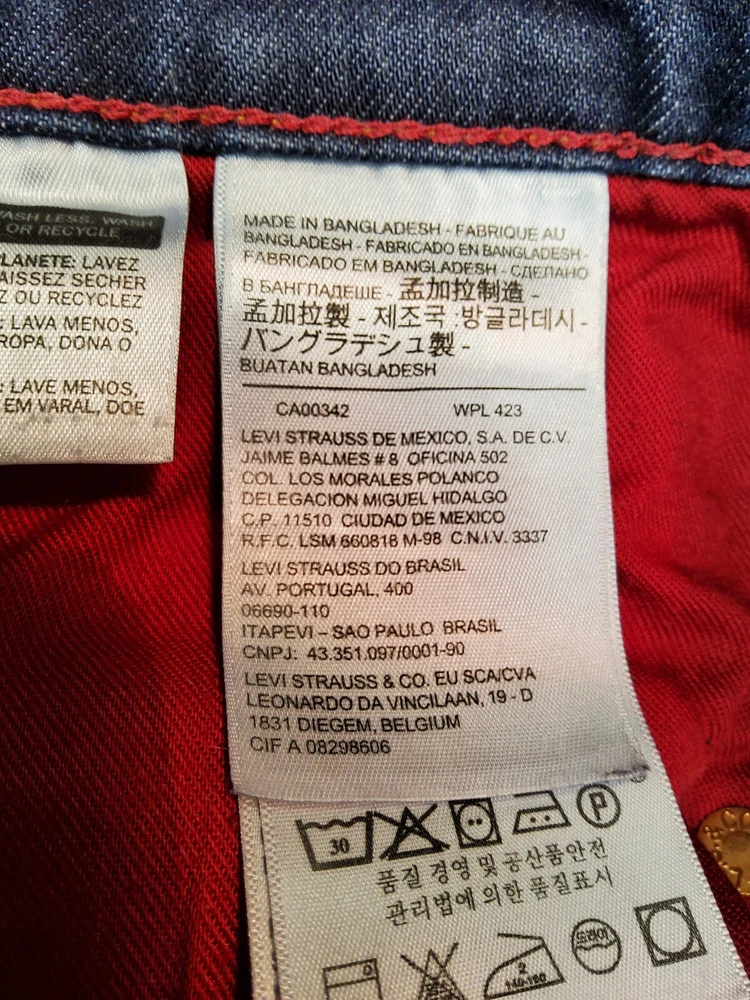 WASH LESS, WASH
OR RECYCLE
PLANETE: LAVEZ
LAISSEZ SECHER
Z OU RECYCLEZ
: LAVA MENOS,
ROPA, DONA O
: LAVE MENOS,
EM VARAL, DOE
MADE IN BANGLADESH - FABRIQUE AU
BANGLADESH - FABRICADO EN BANGLADESH -
FABRICADO EM BANGLADESH - СДЕЛАНО
В БАНГЛАДЕШЕ - 孟加拉制造 -
孟加拉製 - 제조국 :방글라데시 -
バングラデシュ製 -
BUATAN BANGLADESH
CA00342 WPL 423
LEVI STRAUSS DE MEXICO, S.A. DE C.V.
JAIME BALMES # 8 OFICINA 502
COL. LOS MORALES POLANCO
DELEGACION MIGUEL HIDALGO
C.P. 11510 CIUDAD DE MEXICO
R.F.C. LSM 660818 M-98 C.N.I.V. 3337
LEVI STRAUSS DO BRASIL
AV. PORTUGAL, 400
06690-110
ITAPEVI – SAO PAULO BRASIL
CNPJ: 43.351.097/0001-90
LEVI STRAUSS & CO. EU SCA/CVA
LEONARDO DA VINCILAAN, 19 - D
1831 DIEGEM, BELGIUM
CIF A 08298606
30 P
품질 경영 및 공산품안전
관리법에 의한 품질표시
2 드라이
140-160